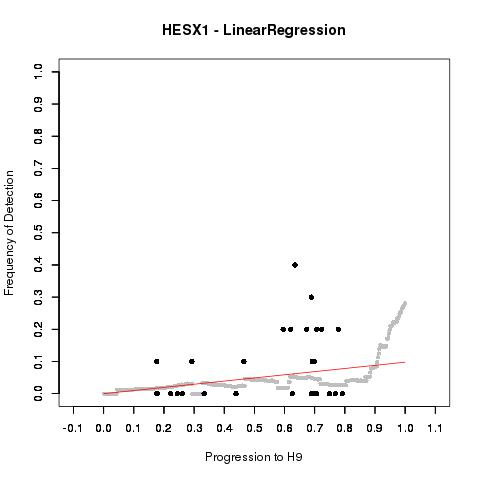 HESX1 - LinearRegression
Frequency of Detection
1.0
0.9
0.8
0.7
0.6
0.5
0.4
0.3
0.2
0.1
0.0
-0.1 0.0 0.1 0.2 0.3 0.4 0.5 0.6 0.7 0.8 0.9 1.0 1.1
Progression to H9